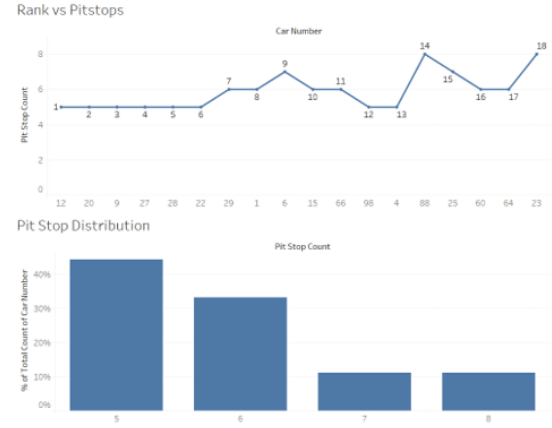 Rank vs Pitstops
Car Number
Pit Stop Count
8
6
4
2
0
1 2 3 4 5 6 7 8 9 10 11 12 13 14 15 16 17 18
12 20 9 27 28 22 29 1 6 15 66 98 4 88 25 60 64 23
Pit Stop Distribution
Pit Stop Count
% of Total Count of Car Number
40%
30%
20%
10%
0%
5 6 7 8